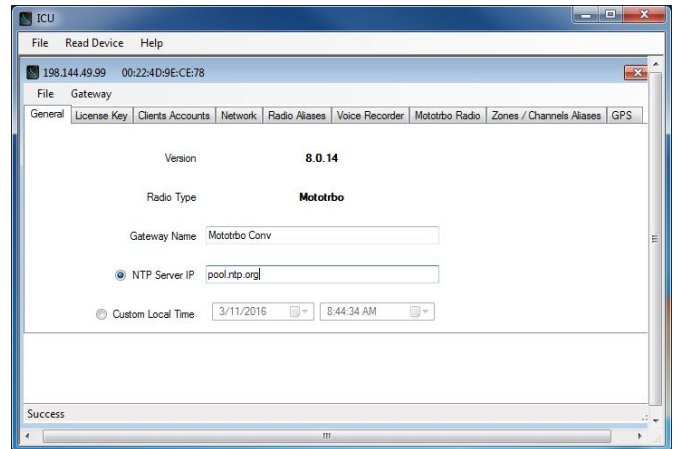 ICU
File Read Device Help
198.144.49.99 00:22:4D:9E:CE:78
File Gateway
General License Key Clients Accounts Network Radio Aliases Voice Recorder Mototrbo Radio Zones / Channels Aliases GPS
Version 8.0.14
Radio Type Mototrbo
Gateway Name Mototrbo Conv
NTP Server IP pool.ntp.org
Custom Local Time 3/11/2016 8:44:34 AM
Success